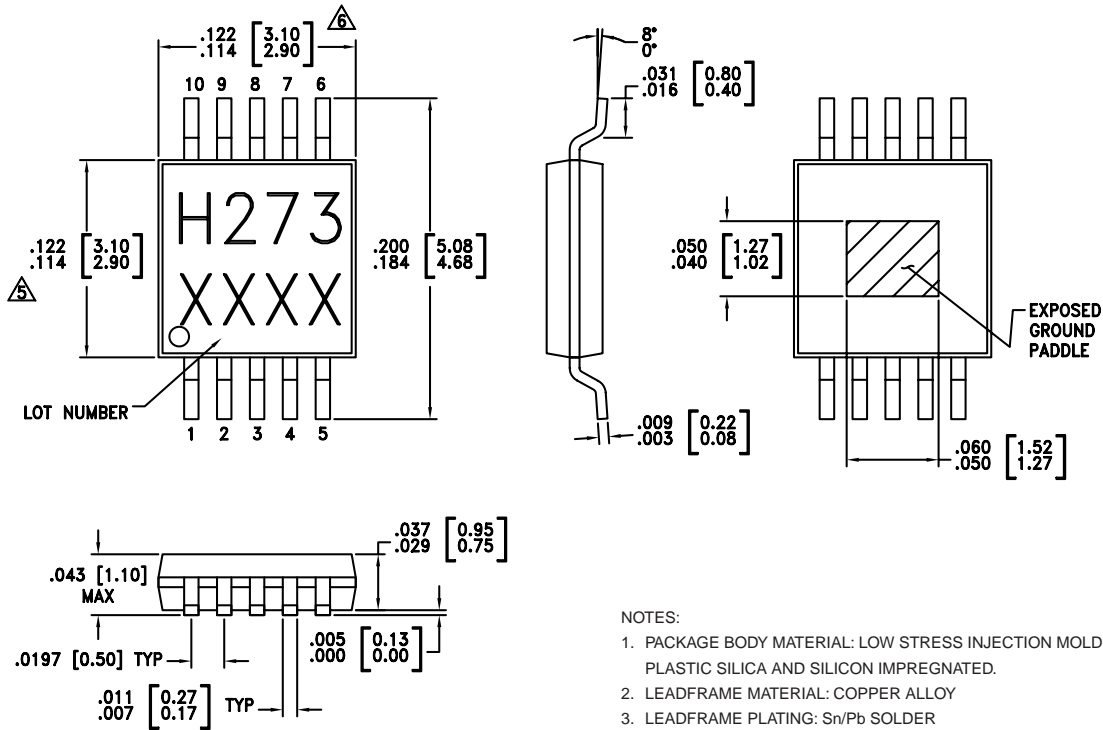 .122 [3.10]
.114 [2.90]
6
10 9 8 7 6
H273
XXXX
.122 [3.10]
.114 [2.90]
5
.200 [5.08]
.184 [4.68]
LOT NUMBER
1 2 3 4 5
8°
0°
.031 [0.80]
.016 [0.40]
.009 [0.22]
.003 [0.08]
.050 [1.27]
.040 [1.02]
EXPOSED
GROUND
PADDLE
.060 [1.52]
.050 [1.27]
.043 [1.10]
MAX
.037 [0.95]
.029 [0.75]
.0197 [0.50] TYP
.005 [0.13]
.000 [0.00]
.011 [0.27]
.007 [0.17]
TYP
NOTES:
1. PACKAGE BODY MATERIAL: LOW STRESS INJECTION MOLD
PLASTIC SILICA AND SILICON IMPREGNATED.
2. LEADFRAME MATERIAL: COPPER ALLOY
3. LEADFRAME PLATING: Sn/Pb SOLDER